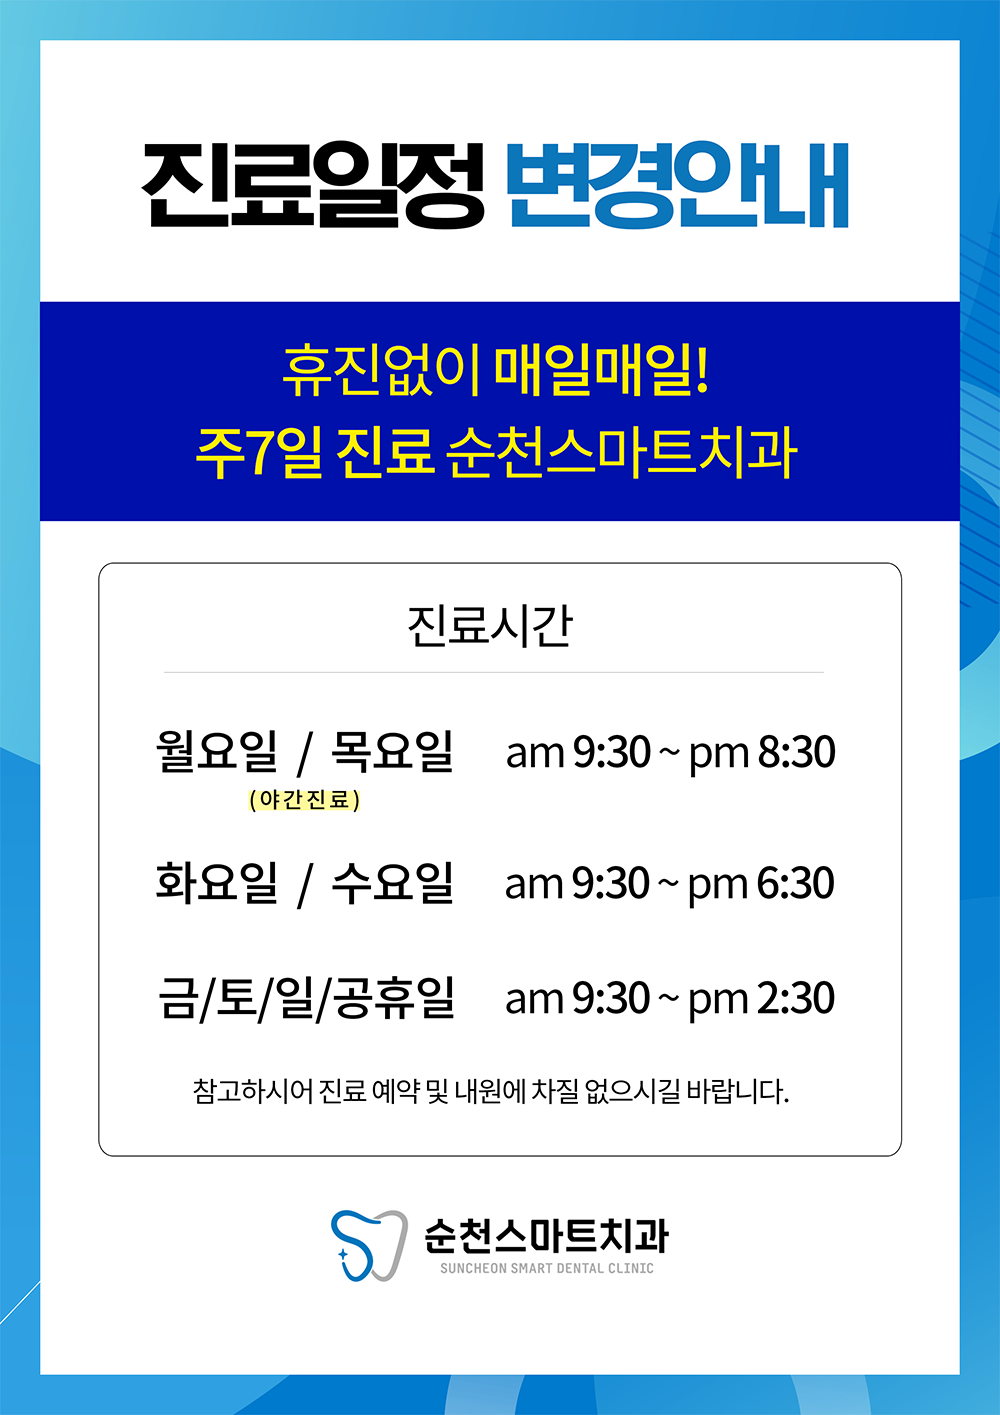 진료일정 변경안내
휴진없이 매일매일!
주7일 진료 순천스마트치과
진료시간
월요일 / 목요일 am 9:30 ~ pm 8:30
(야간진료)
화요일 / 수요일 am 9:30 ~ pm 6:30
금/토/일/공휴일 am 9:30 ~ pm 2:30
참고하시어 진료 예약 및 내원에 차질 없으시길 바랍니다.
순천스마트치과
SUNCHEON SMART DENTAL CLINIC